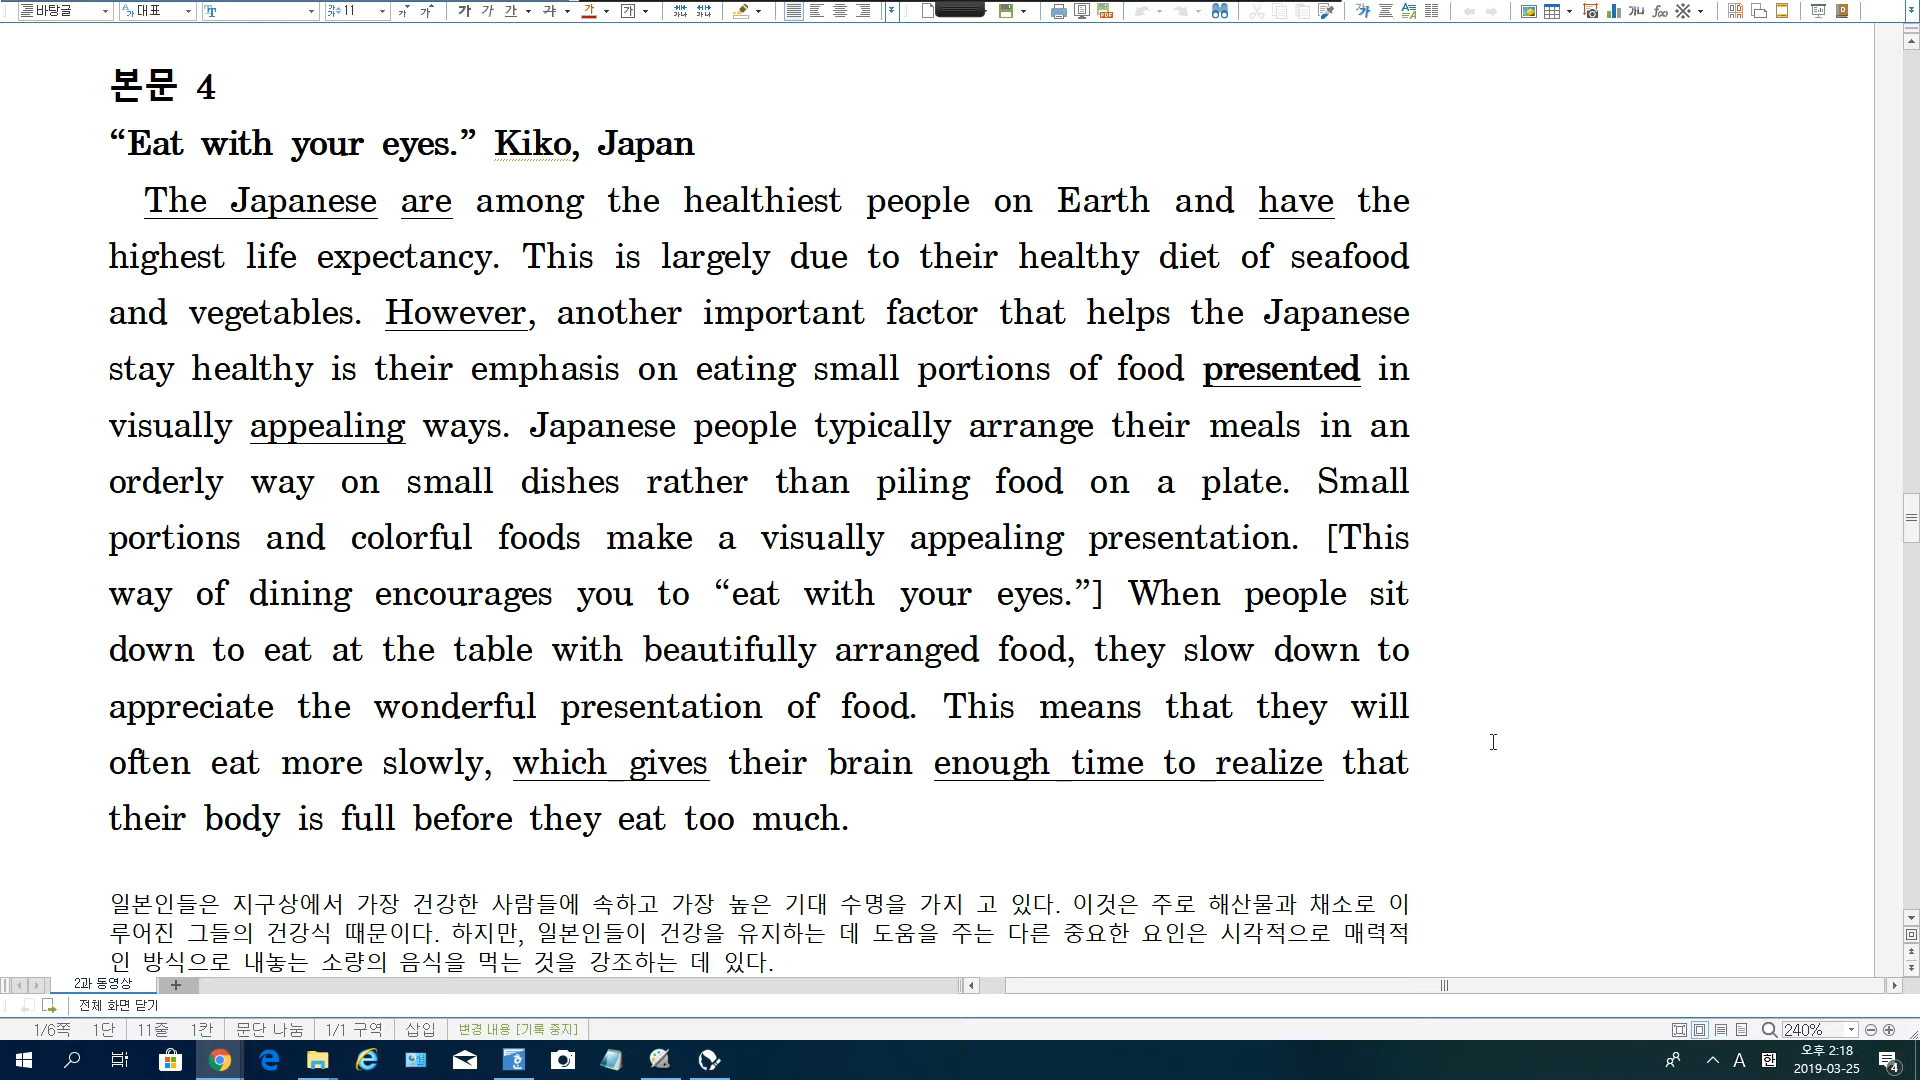 바탕글 대표 11 가 가 가 가 가 가
본문 4
“Eat with your eyes.” Kiko, Japan
The Japanese are among the healthiest people on Earth and have the
highest life expectancy. This is largely due to their healthy diet of seafood
and vegetables. However, another important factor that helps the Japanese
stay healthy is their emphasis on eating small portions of food presented in
visually appealing ways. Japanese people typically arrange their meals in an
orderly way on small dishes rather than piling food on a plate. Small
portions and colorful foods make a visually appealing presentation. [This
way of dining encourages you to “eat with your eyes.”] When people sit
down to eat at the table with beautifully arranged food, they slow down to
appreciate the wonderful presentation of food. This means that they will
often eat more slowly, which gives their brain enough time to realize that
their body is full before they eat too much.
일본인들은 지구상에서 가장 건강한 사람들에 속하고 가장 높은 기대 수명을 가지 고 있다. 이것은 주로 해산물과 채소로 이
루어진 그들의 건강식 때문이다. 하지만, 일본인들이 건강을 유지하는 데 도움을 주는 다른 중요한 요인은 시각적으로 매력적
인 방식으로 내놓는 소량의 음식을 먹는 것을 강조하는 데 있다.
2과 동영상
전체 화면 닫기
1/6쪽 1단 11줄 1칸 문단 나눔 1/1 구역 삽입 변경 내용 [기록 중지] 240%
A 한 오후 2:18
2019-03-25 4